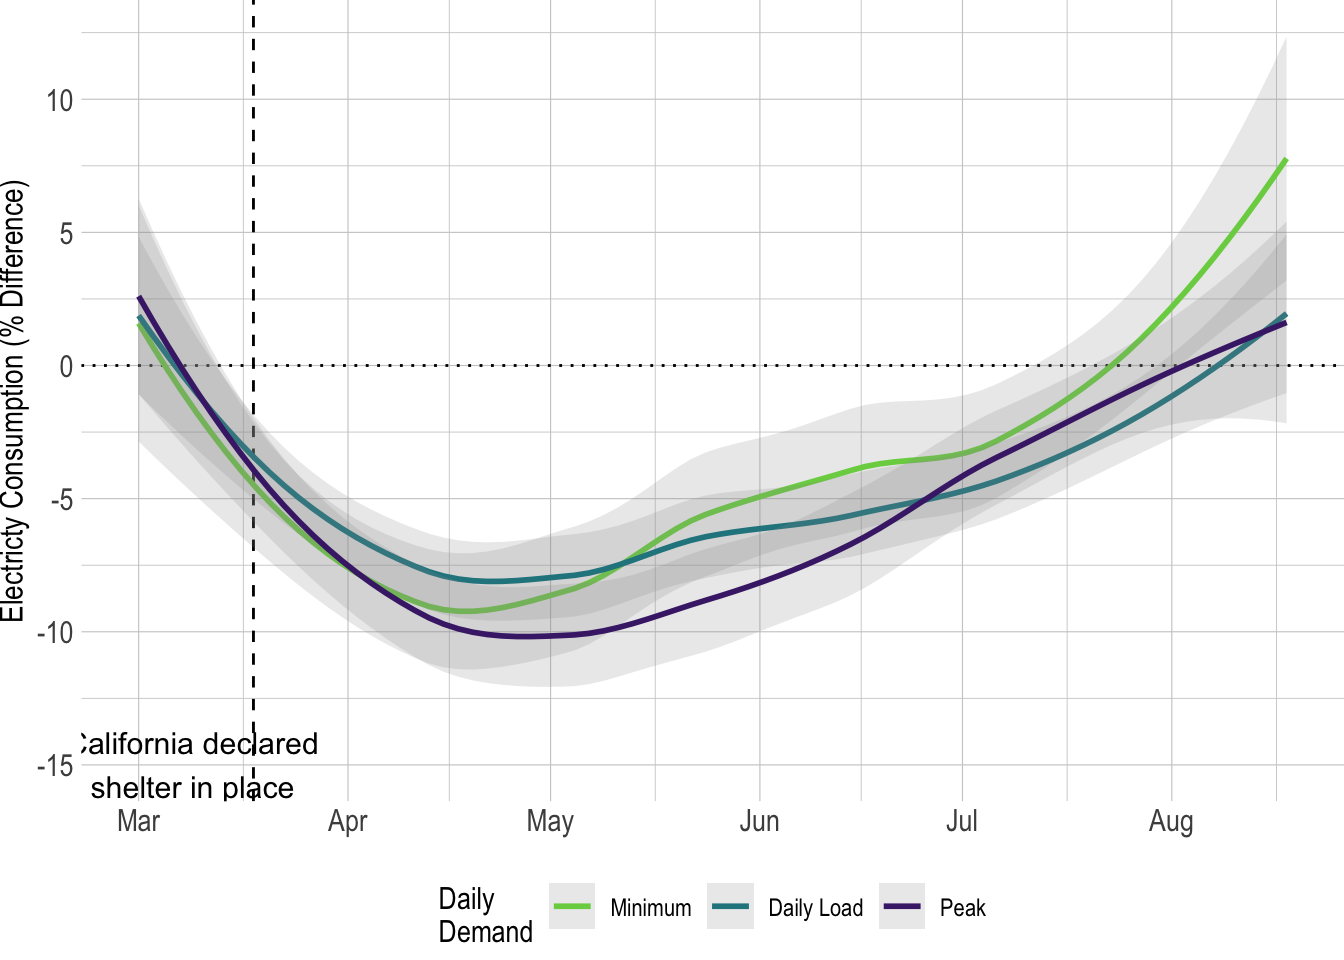 Electricty Consumption (% Difference)
10
5
0
-5
-10
-15
California declared
shelter in place
Mar Apr May Jun Jul Aug
Daily
Demand
Minimum Daily Load Peak